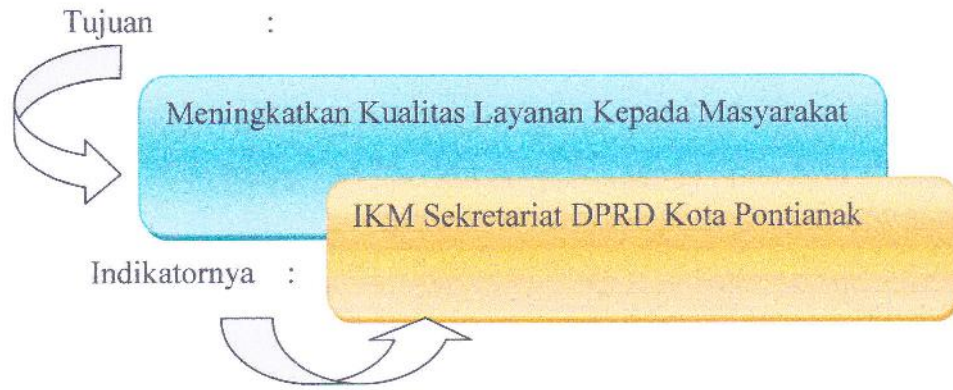 Tujuan :
Meningkatkan Kualitas Layanan Kepada Masyarakat
IKM Sekretariat DPRD Kota Pontianak
Indikatornya :